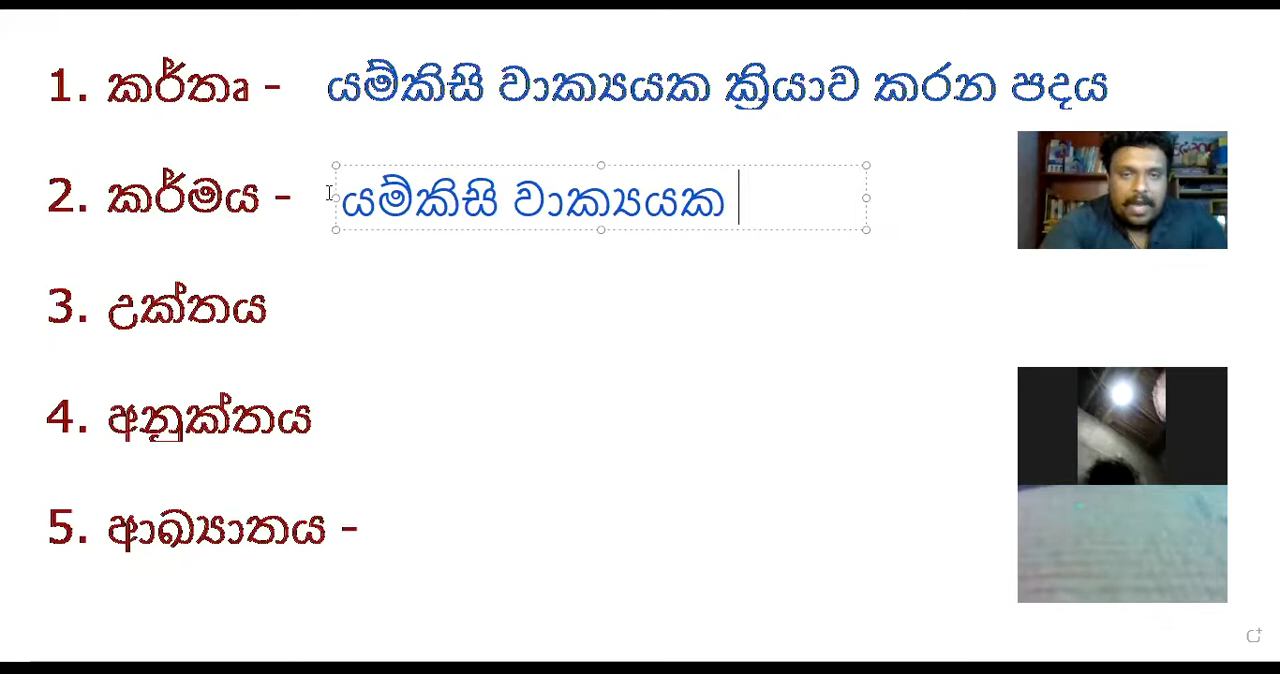 1. කර්තෘ - යම්කිසි වාක්‍යයක ක්‍රියාව කරන පදය
2. කර්මය - යම්කිසි වාක්‍යයක
3. උක්තය
4. අනුක්තය
5. ආඛ්‍යාතය -